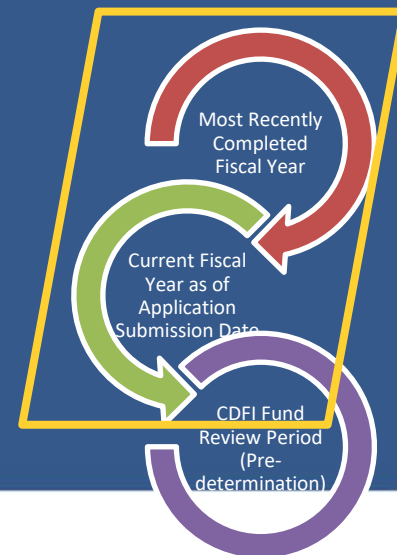 Most Recently
Completed
Fiscal Year
Current Fiscal
Year as of
Application
Submission Date
CDFI Fund
Review Period
(Pre-
determination)